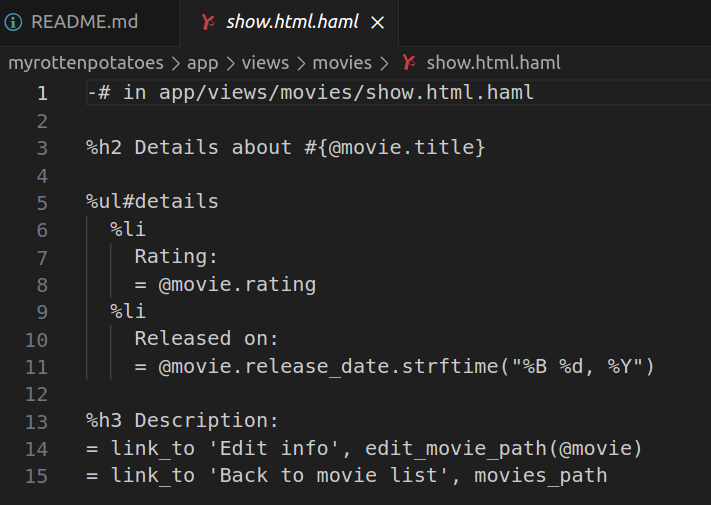 README.md show.html.haml
myrottenpotatoes > app > views > movies > show.html.haml
1 -# in app/views/movies/show.html.haml
2
3 %h2 Details about #{@movie.title}
4
5 %ul#details
6   %li
7     Rating:
8     = @movie.rating
9   %li
10     Released on:
11     = @movie.release_date.strftime("%B %d, %Y")
12
13 %h3 Description:
14 = link_to 'Edit info', edit_movie_path(@movie)
15 = link_to 'Back to movie list', movies_path